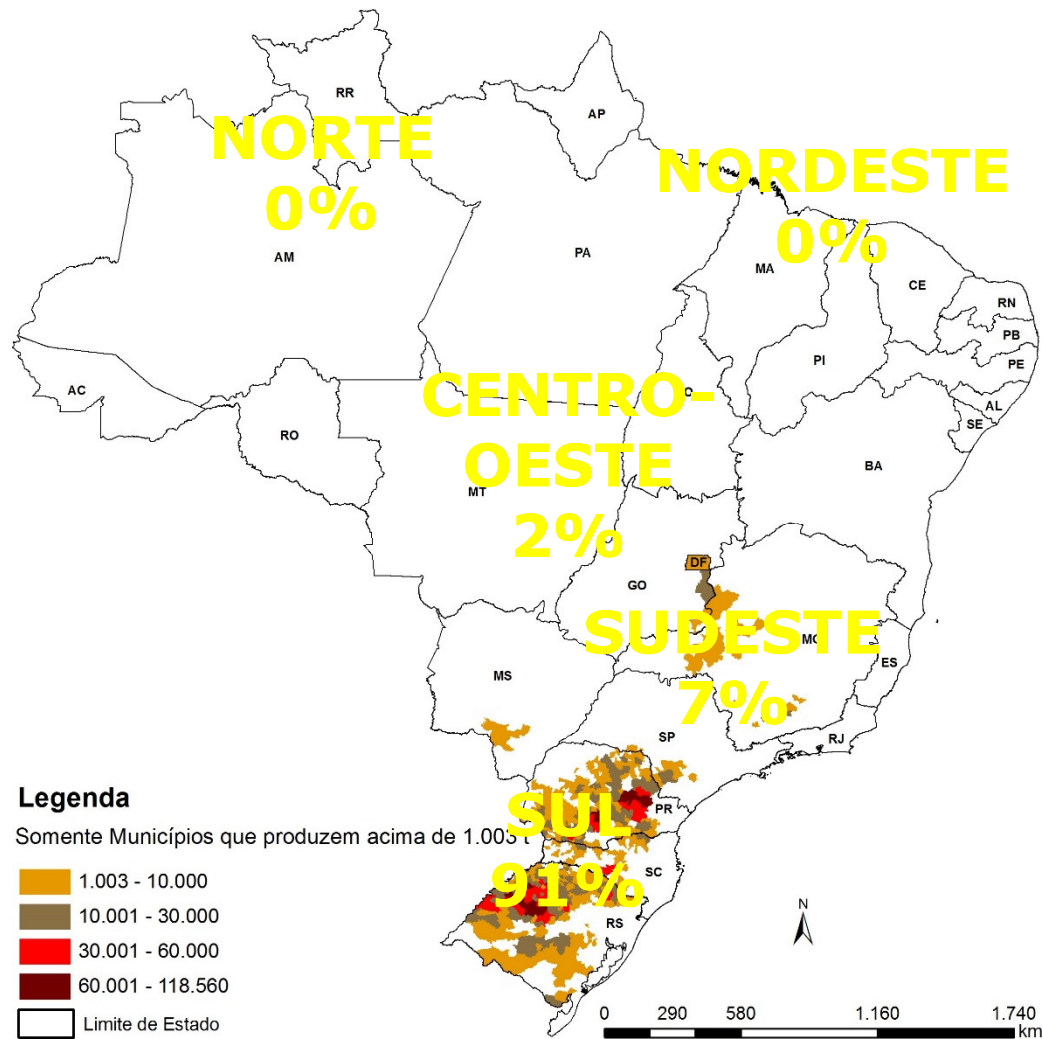 RR
AP
NORTE
0%
NORDESTE
0%
AM
PA
MA
CE
RN
PB
PE
PI
AL
SE
AC
RO
BA
CENTRO-
OESTE
2%
MT
DF
GO
SUDESTE
7%
MG
ES
MS
SP
RJ
PR
SUL
91%
SC
RS
Legenda
Somente Municípios que produzem acima de 1.003 t
1.003 - 10.000
10.001 - 30.000
30.001 - 60.000
60.001 - 118.560
Limite de Estado
N
0 290 580 1.160 1.740
km